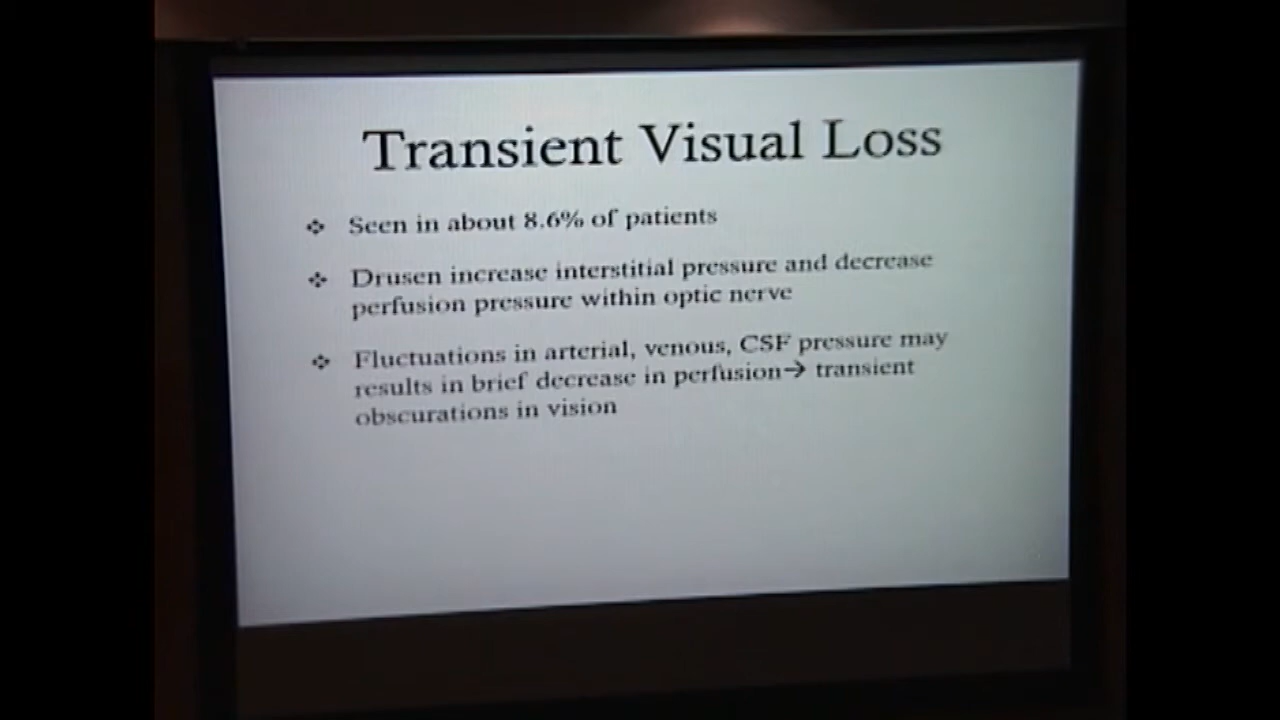 Transient Visual Loss
❖ Seen in about 8.6% of patients
❖ Drusen increase interstitial pressure and decrease
perfusion pressure within optic nerve
❖ Fluctuations in arterial, venous, CSF pressure may
results in brief decrease in perfusion→ transient
obscurations in vision